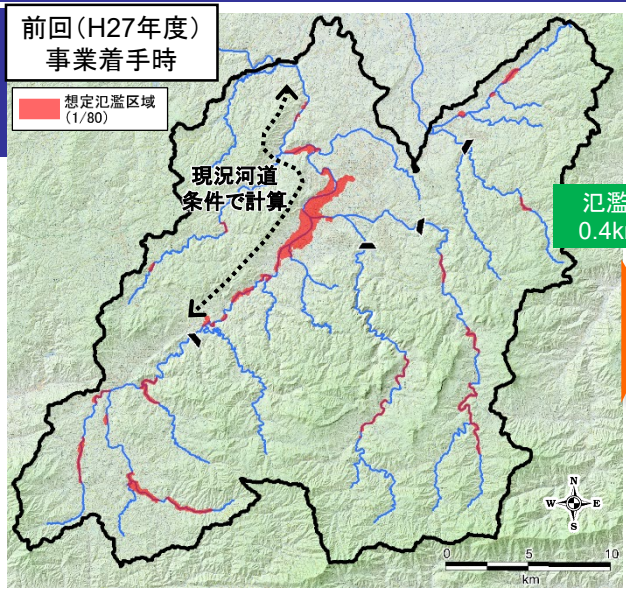 前回(H27年度)
事業着手時
想定氾濫区域
(1/80)
現況河道
条件で計算
氾濫
0.4k
N
W E
S
0 5 10
km